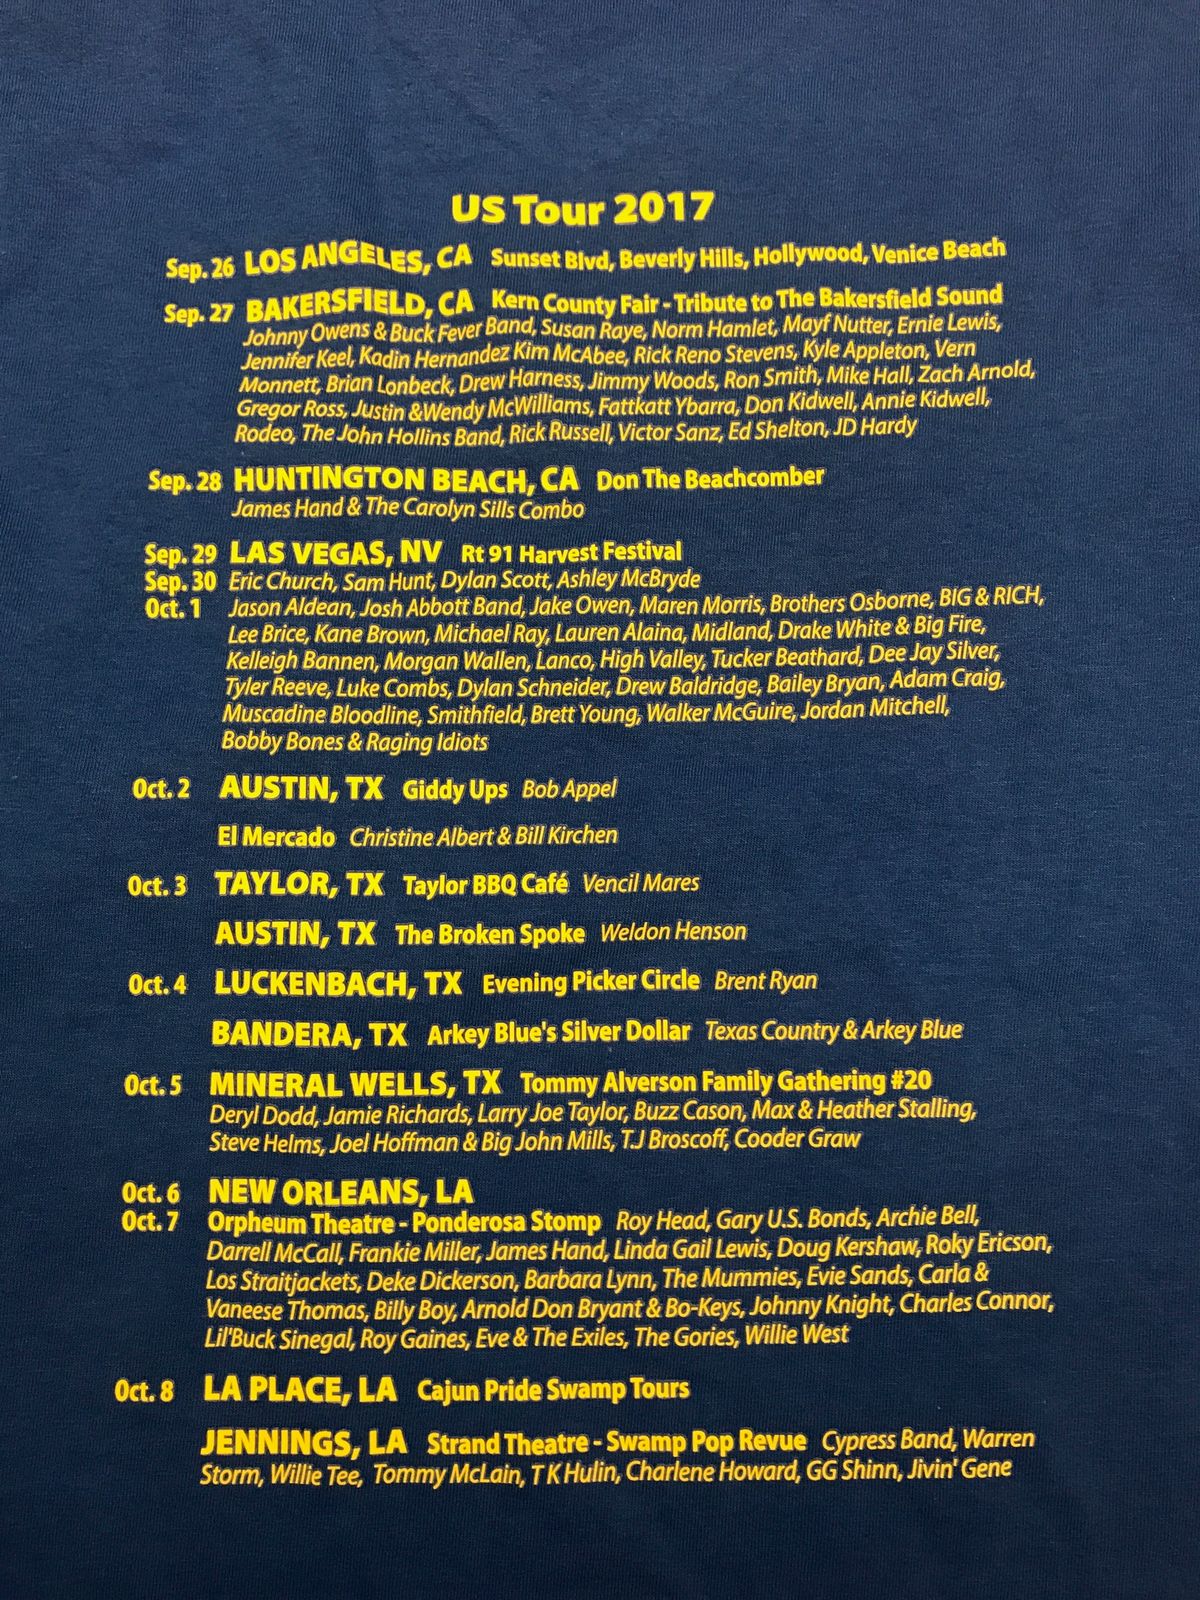 US Tour 2017
Sep. 26 LOS ANGELES, CA Sunset Blvd, Beverly Hills, Hollywood, Venice Beach
Sep. 27 BAKERSFIELD, CA Kern County Fair - Tribute to The Bakersfield Sound
Johnny Owens & Buck Fever Band, Susan Raye, Norm Hamlet, Mayf Nutter, Ernie Lewis,
Jennifer Keel, Kadin Hernandez Kim McAbee, Rick Reno Stevens, Kyle Appleton, Vern
Monnett, Brian Lonbeck, Drew Harness, Jimmy Woods, Ron Smith, Mike Hall, Zach Arnold,
Gregor Ross, Justin &Wendy McWilliams, Fattkatt Ybarra, Don Kidwell, Annie Kidwell,
Rodeo, The John Hollins Band, Rick Russell, Victor Sanz, Ed Shelton, JD Hardy
Sep. 28 HUNTINGTON BEACH, CA Don The Beachcomber
James Hand & The Carolyn Sills Combo
Sep. 29 LAS VEGAS, NV Rt 91 Harvest Festival
Sep. 30 Eric Church, Sam Hunt, Dylan Scott, Ashley McBryde
Oct. 1 Jason Aldean, Josh Abbott Band, Jake Owen, Maren Morris, Brothers Osborne, BIG & RICH,
Lee Brice, Kane Brown, Michael Ray, Lauren Alaina, Midland, Drake White & Big Fire,
Kelleigh Bannen, Morgan Wallen, Lanco, High Valley, Tucker Beathard, Dee Jay Silver,
Tyler Reeve, Luke Combs, Dylan Schneider, Drew Baldridge, Bailey Bryan, Adam Craig,
Muscadine Bloodline, Smithfield, Brett Young, Walker McGuire, Jordan Mitchell,
Bobby Bones & Raging Idiots
Oct. 2 AUSTIN, TX Giddy Ups Bob Appel
El Mercado Christine Albert & Bill Kirchen
Oct. 3 TAYLOR, TX Taylor BBQ Café Vencil Mares
AUSTIN, TX The Broken Spoke Weldon Henson
Oct. 4 LUCKENBACH, TX Evening Picker Circle Brent Ryan
BANDERA, TX Arkey Blue's Silver Dollar Texas Country & Arkey Blue
Oct. 5 MINERAL WELLS, TX Tommy Alverson Family Gathering #20
Deryl Dodd, Jamie Richards, Larry Joe Taylor, Buzz Cason, Max & Heather Stalling,
Steve Helms, Joel Hoffman & Big John Mills, T.J Broscoff, Cooder Graw
Oct. 6 NEW ORLEANS, LA
Oct. 7 Orpheum Theatre - Ponderosa Stomp Roy Head, Gary U.S. Bonds, Archie Bell,
Darrell McCall, Frankie Miller, James Hand, Linda Gail Lewis, Doug Kershaw, Roky Ericson,
Los Straitjackets, Deke Dickerson, Barbara Lynn, The Mummies, Evie Sands, Carla &
Vaneese Thomas, Billy Boy, Arnold Don Bryant & Bo-Keys, Johnny Knight, Charles Connor,
Lil'Buck Sinegal, Roy Gaines, Eve & The Exiles, The Gories, Willie West
Oct. 8 LA PLACE, LA Cajun Pride Swamp Tours
JENNINGS, LA Strand Theatre - Swamp Pop Revue Cypress Band, Warren
Storm, Willie Tee, Tommy McLain, T K Hulin, Charlene Howard, GG Shinn, Jivin' Gene